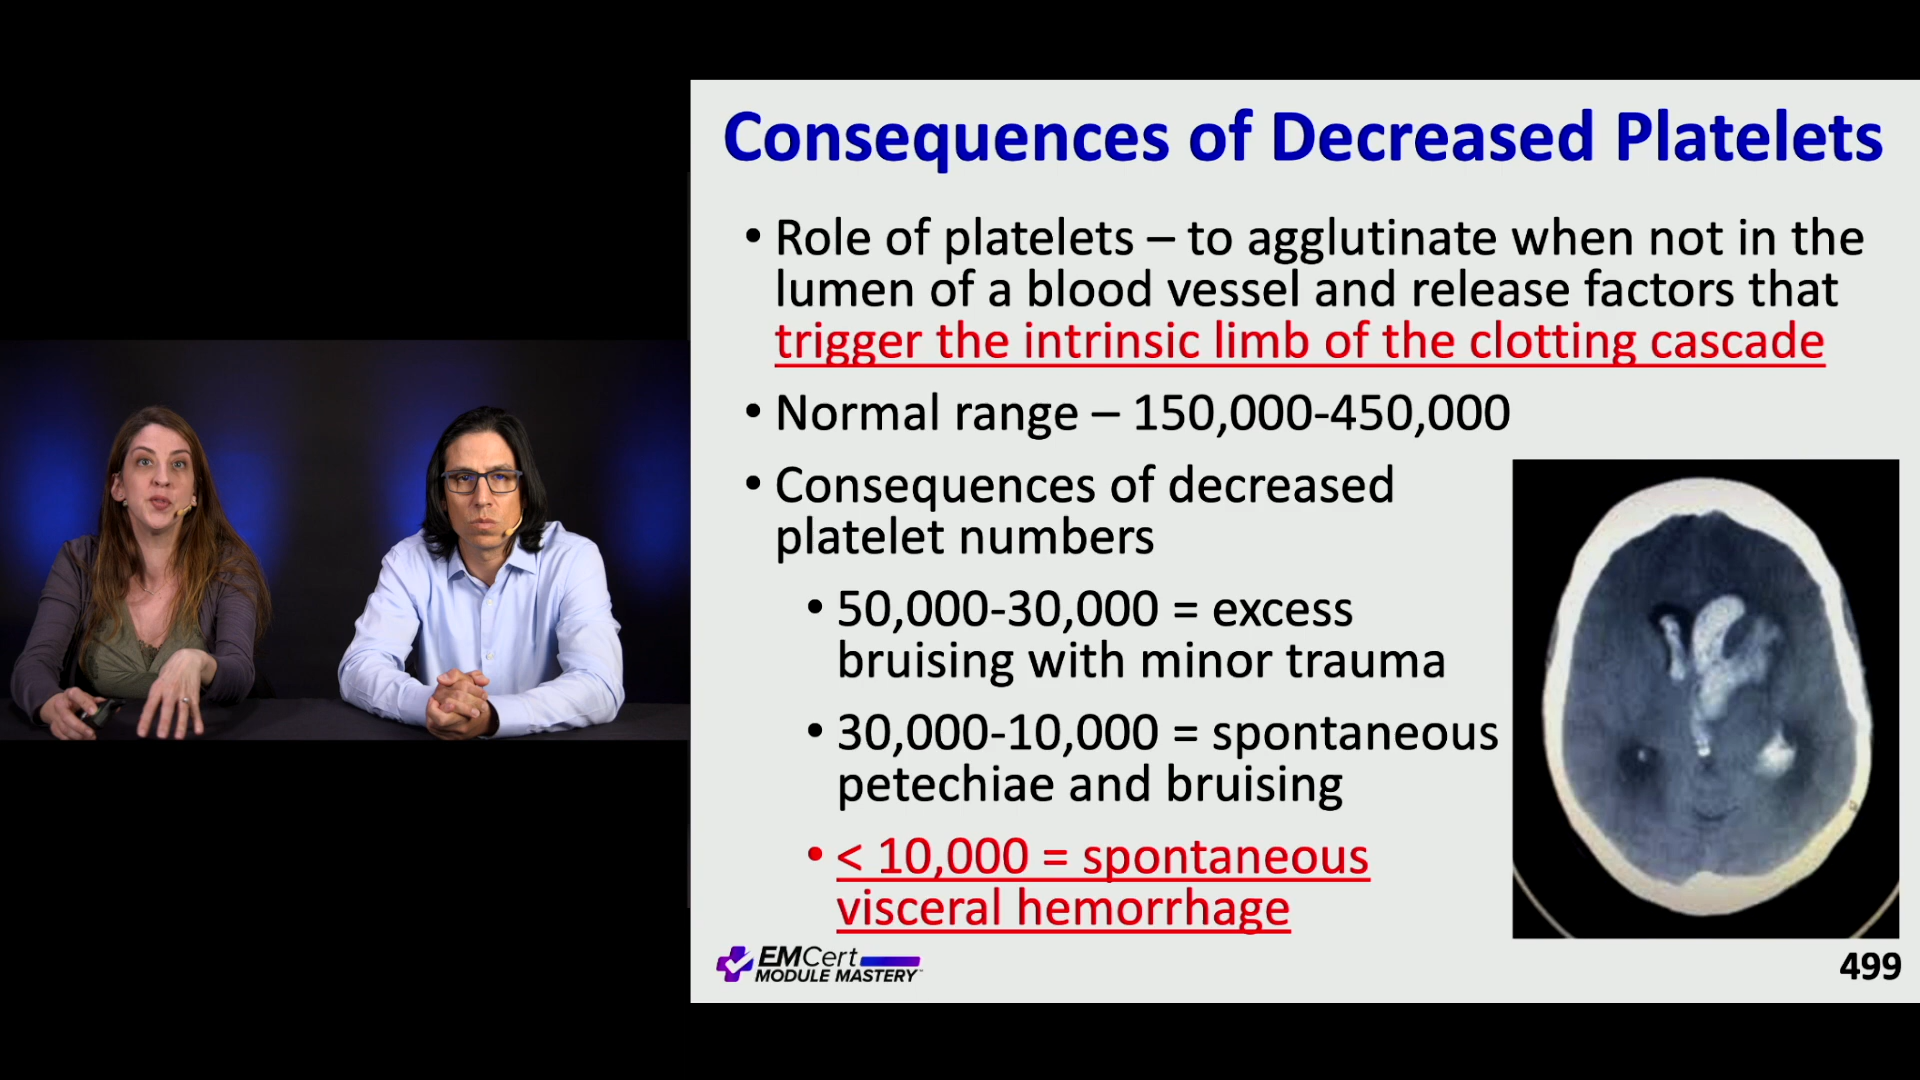 Consequences of Decreased Platelets
• Role of platelets – to agglutinate when not in the
lumen of a blood vessel and release factors that
trigger the intrinsic limb of the clotting cascade
• Normal range – 150,000-450,000
• Consequences of decreased
platelet numbers
• 50,000-30,000 = excess
bruising with minor trauma
• 30,000-10,000 = spontaneous
petechiae and bruising
• < 10,000 = spontaneous
visceral hemorrhage
EMCert
MODULE MASTERY
499